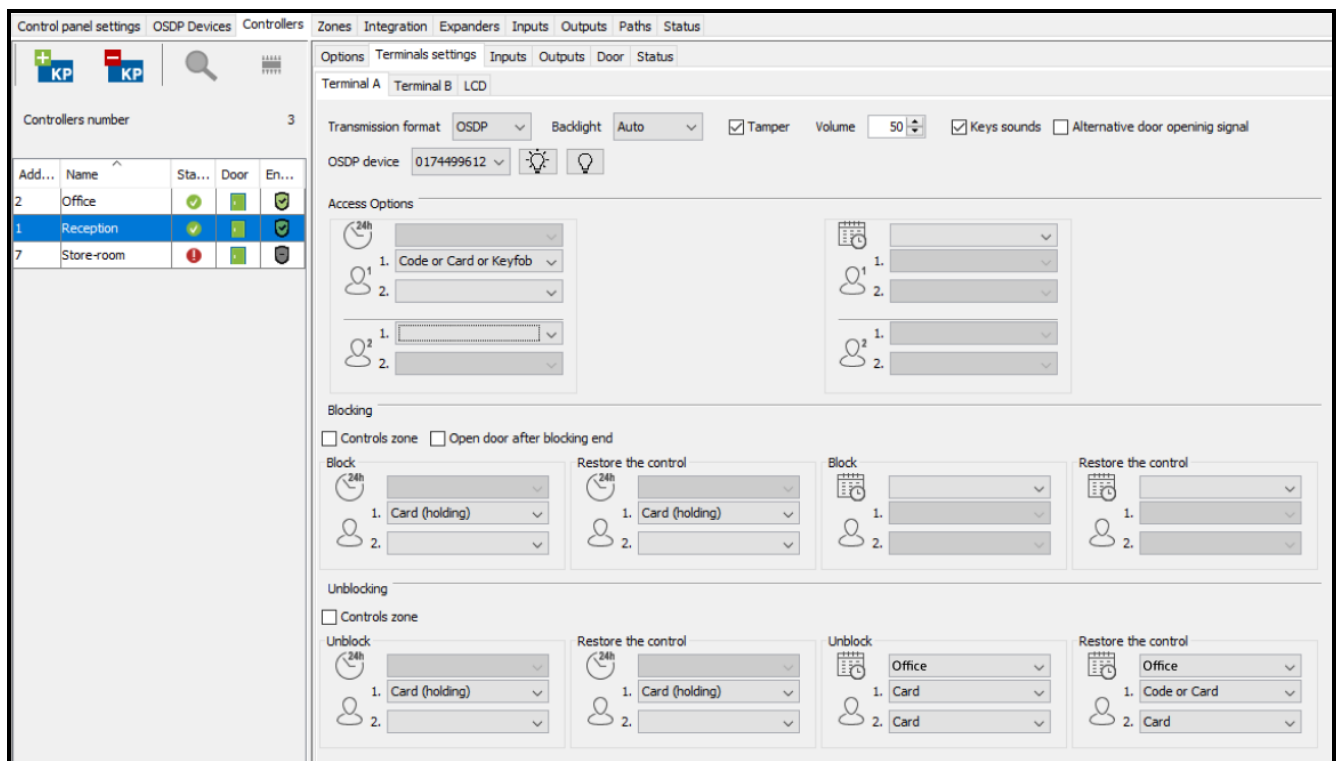 Control panel settings OSDP Devices Controllers Zones Integration Expanders Inputs Outputs Paths Status
KP KP
Controllers number 3
Add... Name Sta... Door En...
2 Office
1 Reception
7 Store-room
Options Terminals settings Inputs Outputs Door Status
Terminal A Terminal B LCD
Transmission format OSDP Backlight Auto Tamper Volume 50 Keys sounds Alternative door openinig signal
OSDP device 0174499612
Access Options
24h
1. Code or Card or Keyfob 1.
1 1
2. 2.
1. 1.
2 2
2. 2.
Blocking
Controls zone Open door after blocking end
Block Restore the control Block Restore the control
24h 24h
1. Card (holding) 1. Card (holding) 1. 1.
2. 2. 2. 2.
Unblocking
Controls zone
Unblock Restore the control Unblock Restore the control
24h 24h Office Office
1. Card (holding) 1. Card (holding) 1. Card 1. Code or Card
2. 2. 2. Card 2. Card